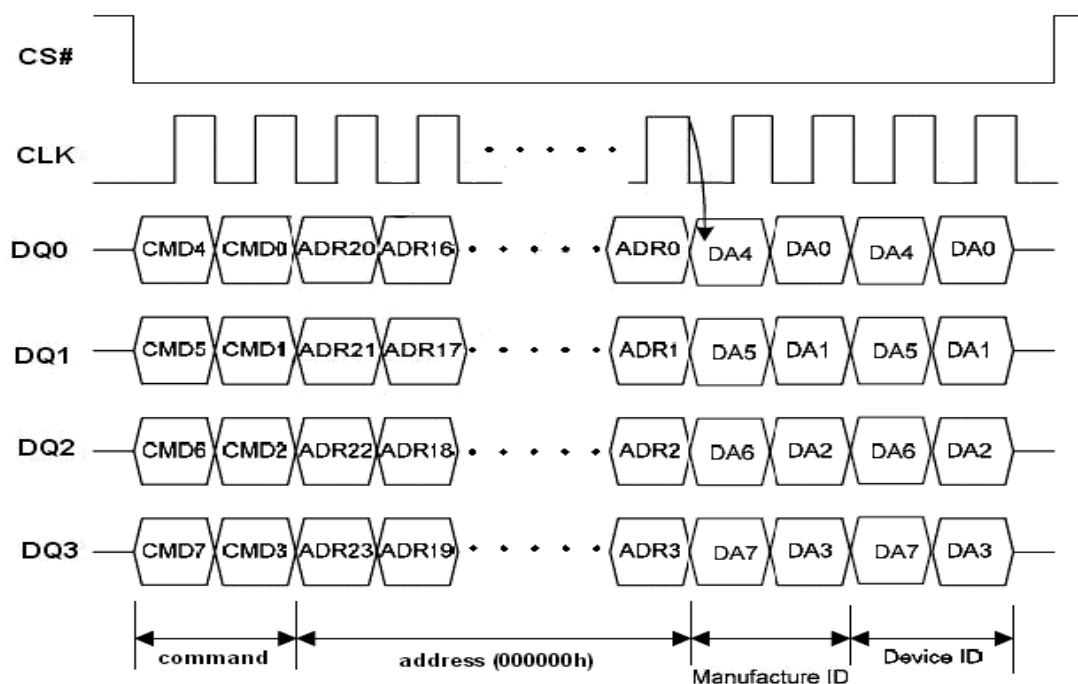 CS#
CLK
DQ0 CMD4 CMD0 ADR20 ADR16 ADR0 DA4 DA0 DA4 DA0
DQ1 CMD5 CMD1 ADR21 ADR17 ADR1 DA5 DA1 DA5 DA1
DQ2 CMD6 CMD2 ADR22 ADR18 ADR2 DA6 DA2 DA6 DA2
DQ3 CMD7 CMD3 ADR23 ADR19 ADR3 DA7 DA3 DA7 DA3
command address (000000h) Manufacture ID Device ID